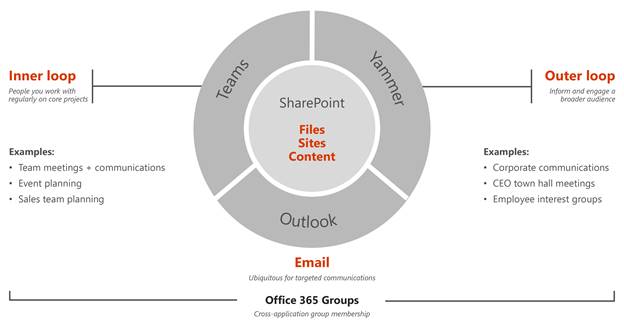 Teams
Yammer
SharePoint
Files
Sites
Content
Outlook
Inner loop
People you work with
regularly on core projects
Examples:
• Team meetings + communications
• Event planning
• Sales team planning
Outer loop
Inform and engage a
broader audience
Examples:
• Corporate communications
• CEO town hall meetings
• Employee interest groups
Email
Ubiquitous for targeted communications
Office 365 Groups
Cross-application group membership